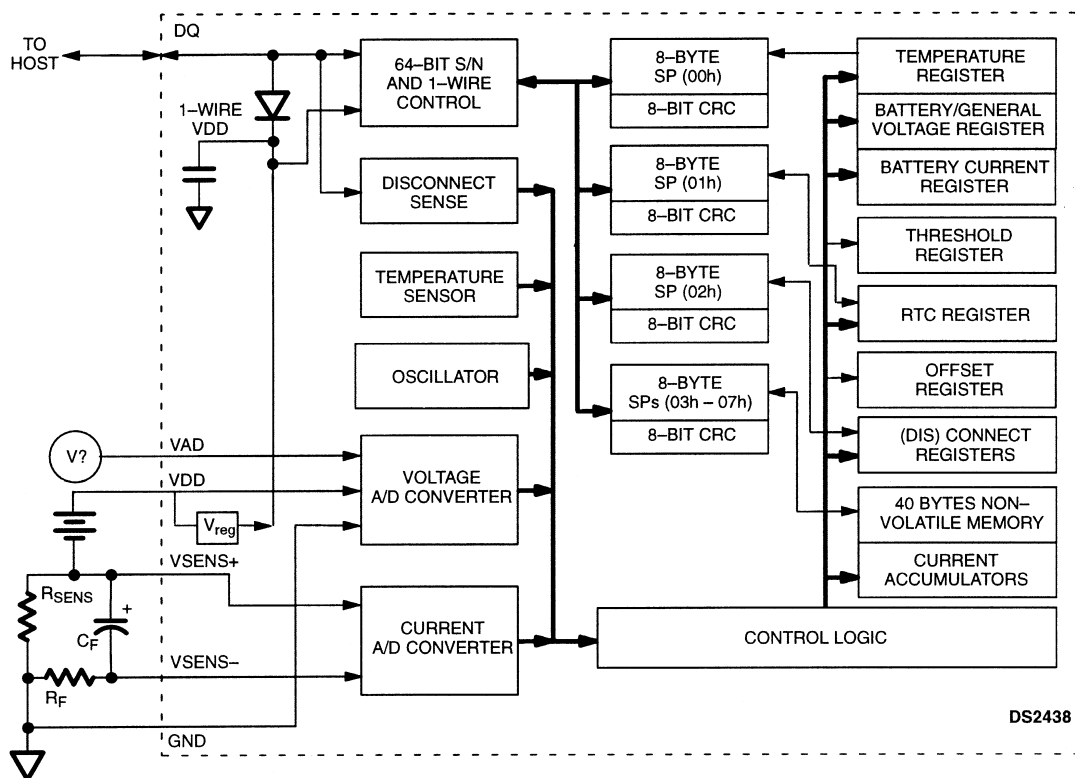 TO
HOST
DQ
1–WIRE
VDD
64–BIT S/N
AND 1–WIRE
CONTROL
DISCONNECT
SENSE
TEMPERATURE
SENSOR
OSCILLATOR
V?
VAD
VDD
Vreg
VOLTAGE
A/D CONVERTER
VSENS+
RSENS
+
CF
VSENS–
RF
CURRENT
A/D CONVERTER
GND
8–BYTE
SP (00h)
8–BIT CRC
8–BYTE
SP (01h)
8–BIT CRC
8–BYTE
SP (02h)
8–BIT CRC
8–BYTE
SPs (03h – 07h)
8–BIT CRC
TEMPERATURE
REGISTER
BATTERY/GENERAL
VOLTAGE REGISTER
BATTERY CURRENT
REGISTER
THRESHOLD
REGISTER
RTC REGISTER
OFFSET
REGISTER
(DIS) CONNECT
REGISTERS
40 BYTES NON–
VOLATILE MEMORY
CURRENT
ACCUMULATORS
CONTROL LOGIC
DS2438